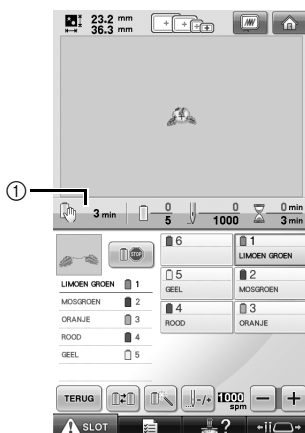 23.2 mm
36.3 mm
①
3 min
0
5
0
1000
0 min
3 min
STOP
LIMOEN GROEN 1
MOSGROEN 2
ORANJE 3
ROOD 4
GEEL 5
6
1
LIMOEN GROEN
5
GEEL
2
MOSGROEN
4
ROOD
3
ORANJE
TERUG
-/+
1000
spm
− +
SLOT
?